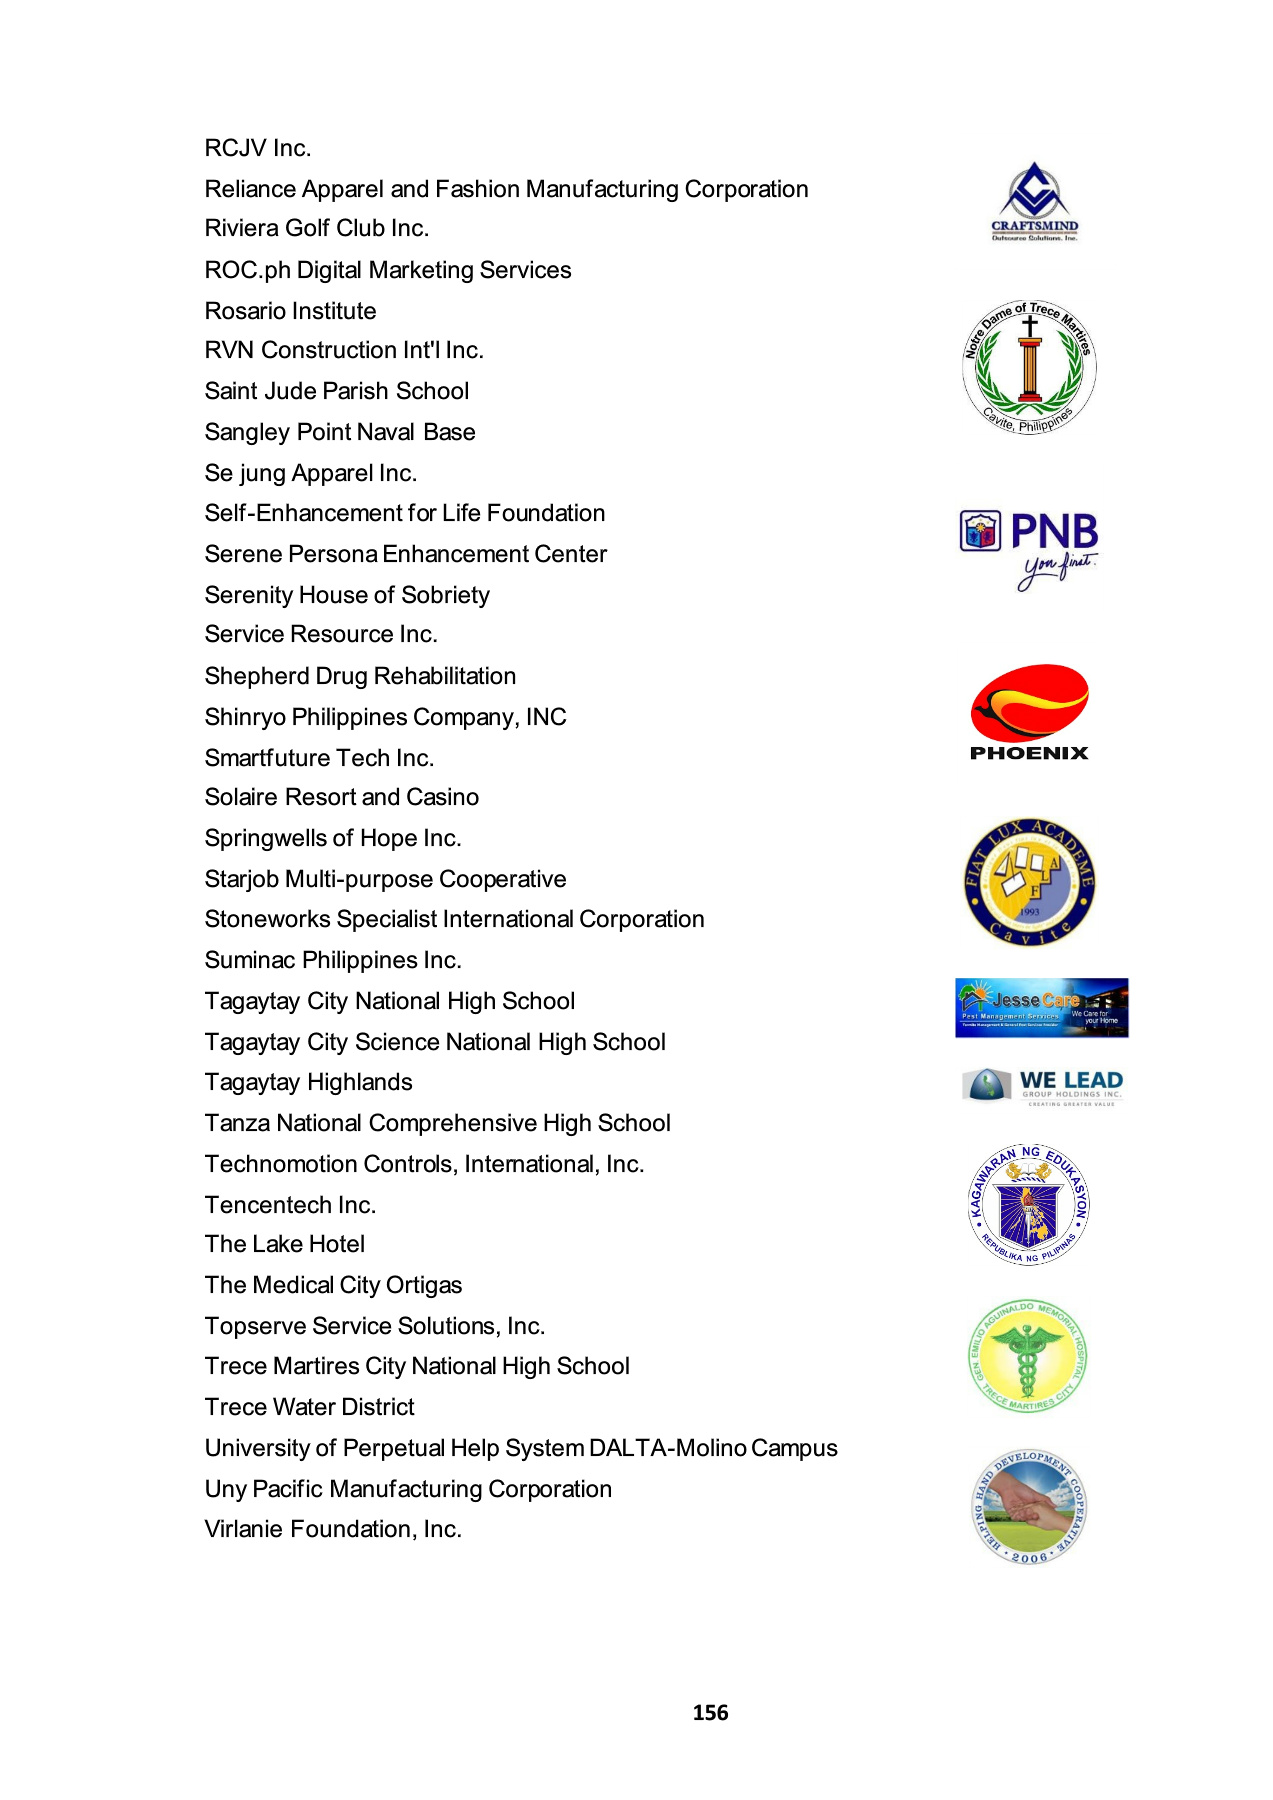 RCJV Inc.
Reliance Apparel and Fashion Manufacturing Corporation
Riviera Golf Club Inc.
ROC.ph Digital Marketing Services
Rosario Institute
RVN Construction Int'l Inc.
Saint Jude Parish School
Sangley Point Naval Base
Se jung Apparel Inc.
Self-Enhancement for Life Foundation
Serene Persona Enhancement Center
Serenity House of Sobriety
Service Resource Inc.
Shepherd Drug Rehabilitation
Shinryo Philippines Company, INC
Smartfuture Tech Inc.
Solaire Resort and Casino
Springwells of Hope Inc.
Starjob Multi-purpose Cooperative
Stoneworks Specialist International Corporation
Suminac Philippines Inc.
Tagaytay City National High School
Tagaytay City Science National High School
Tagaytay Highlands
Tanza National Comprehensive High School
Technomotion Controls, International, Inc.
Tencentech Inc.
The Lake Hotel
The Medical City Ortigas
Topserve Service Solutions, Inc.
Trece Martires City National High School
Trece Water District
University of Perpetual Help System DALTA-Molino Campus
Uny Pacific Manufacturing Corporation
Virlanie Foundation, Inc.
CRAFTSMIND
Outsource Solutions, Inc.
Notre Dame of Trece Martires
Cavite, Philippines
PNB
You first.
PHOENIX
FIAT LUX ACADEME
A
L
F
1993
Cavite
Jesse Care
Pest Management Services
We Care for
your Home
Termite Management & General Pest Services Provider
WE LEAD
GROUP HOLDINGS INC.
CREATING GREATER VALUE
KAGAWARAN NG EDUKASYON
REPUBLIKA NG PILIPINAS
GEN. EMILIO AGUINALDO MEMORIAL HOSPITAL
TRECE MARTIRES CITY
HELPING HAND DEVELOPMENT COOPERATIVE
2006
156